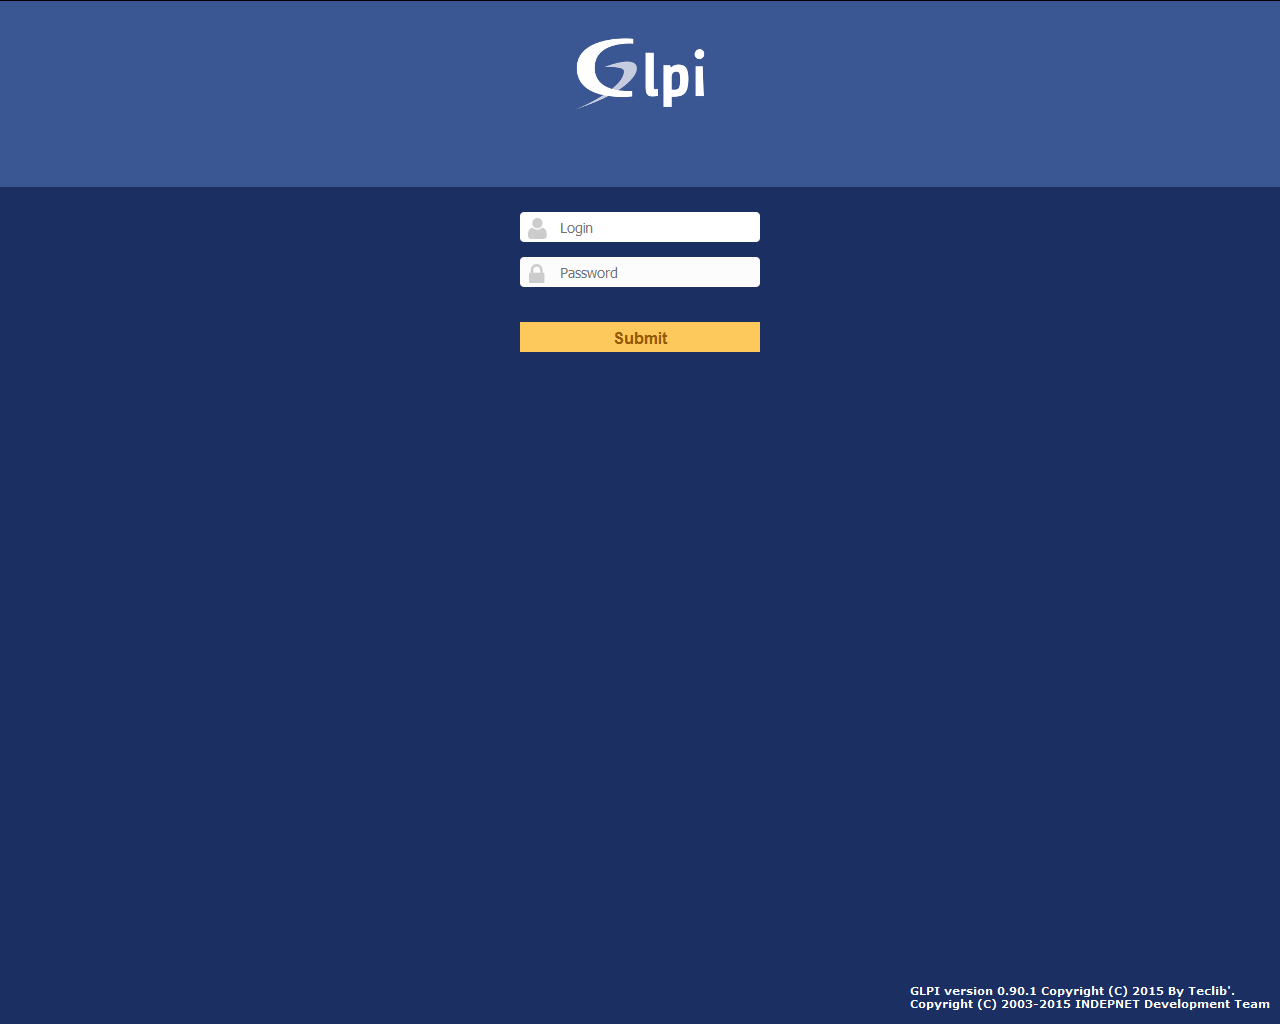 Glpi
Login
Password
Submit
GLPI version 0.90.1 Copyright (C) 2015 By Teclib'.
Copyright (C) 2003-2015 INDEPNET Development Team